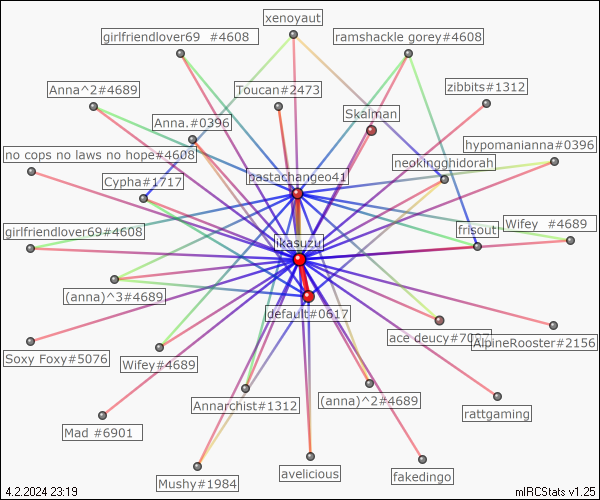 xenoyaut
girlfriendlover69 #4608
ramshackle gorey#4608
Anna^2#4689
Toucan#2473
zibbits#1312
Skalman
Anna.#0396
hypomanianna#0396
no cops no laws no hope#4608
neokingghidorah
bastachangeo41
Cypha#1717
Wifey #4689
frisout
girlfriendlover69#4608
likasuzu
(anna)^3#4689
default#0617
ace deucy#7
AlpineRooster#2156
Soxy Foxy#5076
Wifey#4689
Annarchist#1312
(anna)^2#4689
rattgaming
Mad #6901
avelicious
fakedingo
Mushy#1984
4.2.2024 23:19
mIRCStats v1.25